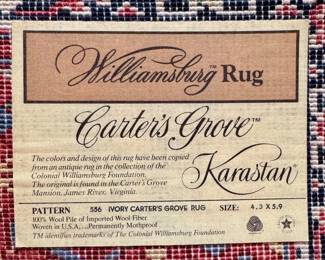 Williamsburg™ Rug
Carter's Grove™
The colors and design of this rug have been copied
from an antique rug in the collection of the
Colonial Williamsburg Foundation.
The original is found in the Carter's Grove
Mansion, James River, Virginia.
Karastan®
PATTERN 556 IVORY CARTER'S GROVE RUG SIZE: 4.3 X 5.9
100% Wool Pile of Imported Wool Fiber
Woven in U.S.A. ...Permanently Mothproof
TM identifies trademarks of The Colonial Williamsburg Foundation